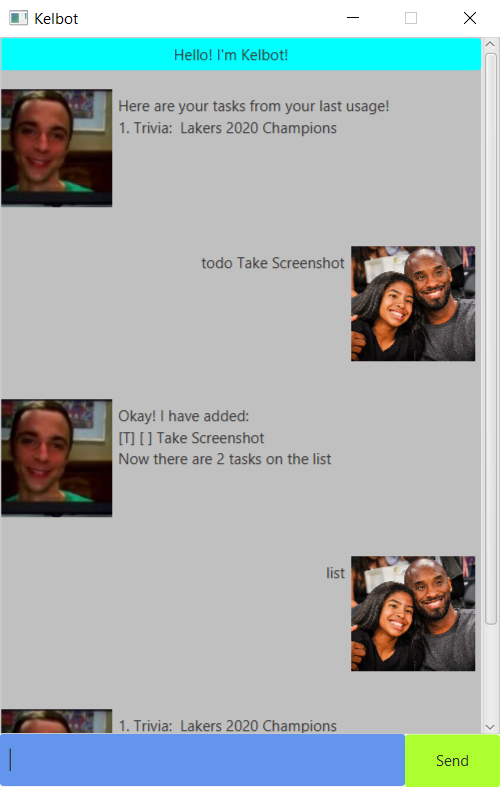 Kelbot
Hello! I'm Kelbot!
Here are your tasks from your last usage!
1. Trivia:  Lakers 2020 Champions
todo Take Screenshot
Okay! I have added:
[T] [ ] Take Screenshot
Now there are 2 tasks on the list
list
1. Trivia:  Lakers 2020 Champions
Send